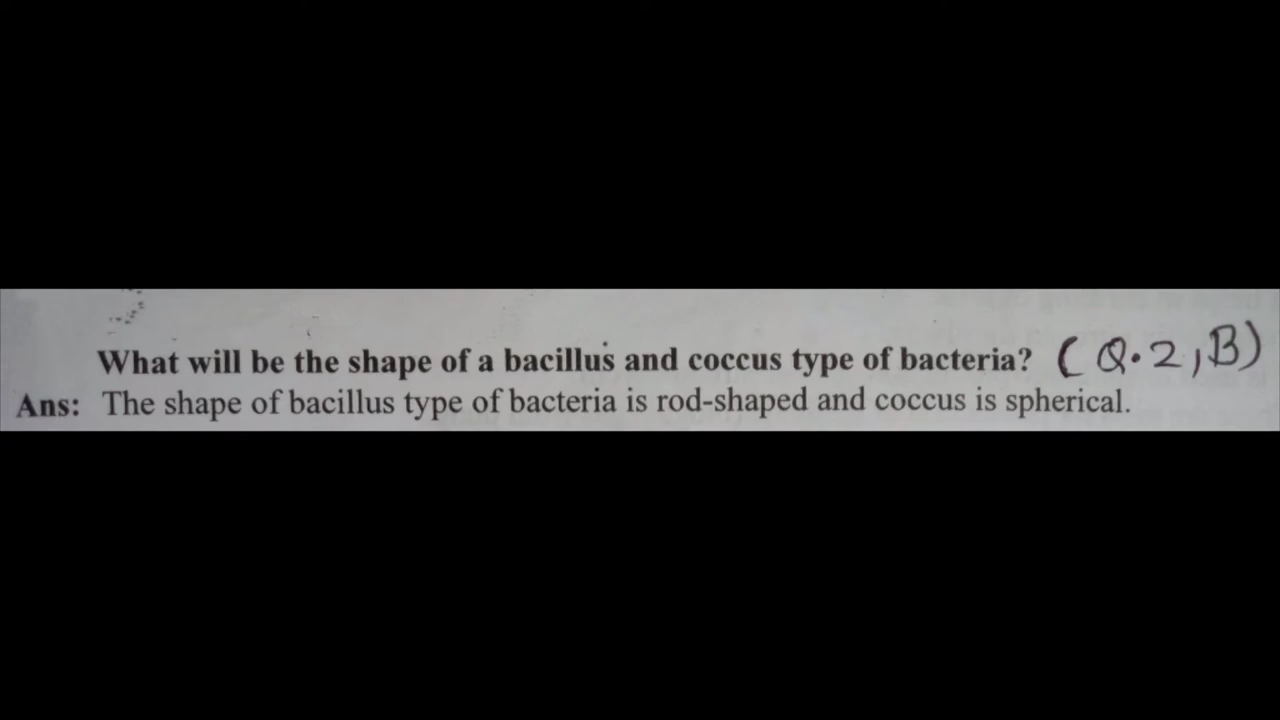 What will be the shape of a bacillus and coccus type of bacteria? (Q.2,B)
Ans: The shape of bacillus type of bacteria is rod-shaped and coccus is spherical.